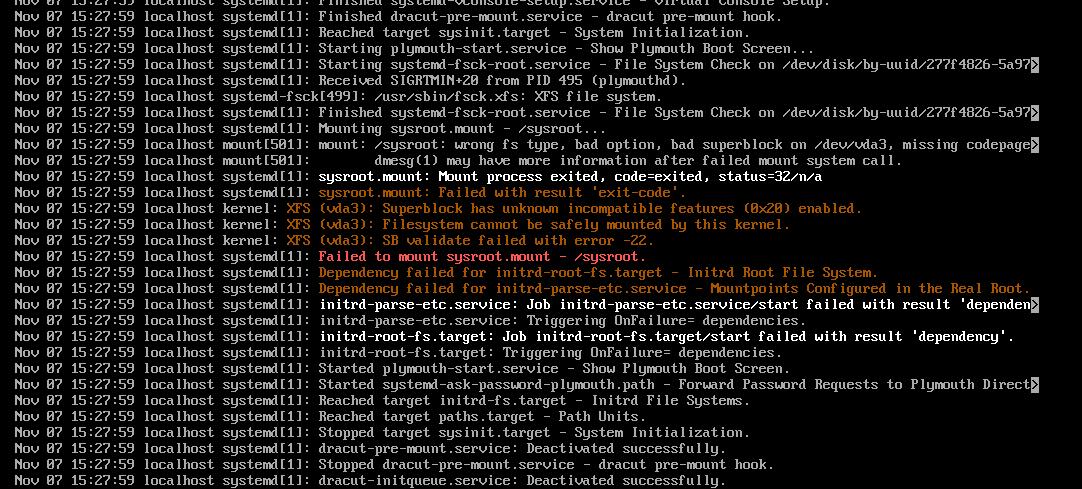 Nov 07 15:27:59 localhost systemd[1]: Finished systemd-vconsole-setup.service - Virtual Console Setup.
Nov 07 15:27:59 localhost systemd[1]: Finished dracut-pre-mount.service - dracut pre-mount hook.
Nov 07 15:27:59 localhost systemd[1]: Reached target sysinit.target - System Initialization.
Nov 07 15:27:59 localhost systemd[1]: Starting plymouth-start.service - Show Plymouth Boot Screen...
Nov 07 15:27:59 localhost systemd[1]: Starting systemd-fsck-root.service - File System Check on /dev/disk/by-uuid/277f4826-5a97>
Nov 07 15:27:59 localhost systemd[1]: Received SIGRTMIN+20 from PID 495 (plymouthd).
Nov 07 15:27:59 localhost systemd-fsck[499]: /usr/sbin/fsck.xfs: XFS file system.
Nov 07 15:27:59 localhost systemd[1]: Finished systemd-fsck-root.service - File System Check on /dev/disk/by-uuid/277f4826-5a97>
Nov 07 15:27:59 localhost systemd[1]: Mounting sysroot.mount - /sysroot...
Nov 07 15:27:59 localhost mount[501]: mount: /sysroot: wrong fs type, bad option, bad superblock on /dev/vda3, missing codepage>
Nov 07 15:27:59 localhost mount[501]:        dmesg(1) may have more information after failed mount system call.
Nov 07 15:27:59 localhost systemd[1]: sysroot.mount: Mount process exited, code=exited, status=32/n/a
Nov 07 15:27:59 localhost systemd[1]: sysroot.mount: Failed with result 'exit-code'.
Nov 07 15:27:59 localhost kernel: XFS (vda3): Superblock has unknown incompatible features (0x20) enabled.
Nov 07 15:27:59 localhost kernel: XFS (vda3): Filesystem cannot be safely mounted by this kernel.
Nov 07 15:27:59 localhost kernel: XFS (vda3): SB validate failed with error -22.
Nov 07 15:27:59 localhost systemd[1]: Failed to mount sysroot.mount - /sysroot.
Nov 07 15:27:59 localhost systemd[1]: Dependency failed for initrd-root-fs.target - Initrd Root File System.
Nov 07 15:27:59 localhost systemd[1]: Dependency failed for initrd-parse-etc.service - Mountpoints Configured in the Real Root.
Nov 07 15:27:59 localhost systemd[1]: initrd-parse-etc.service: Job initrd-parse-etc.service/start failed with result 'dependen>
Nov 07 15:27:59 localhost systemd[1]: initrd-parse-etc.service: Triggering OnFailure= dependencies.
Nov 07 15:27:59 localhost systemd[1]: initrd-root-fs.target: Job initrd-root-fs.target/start failed with result 'dependency'.
Nov 07 15:27:59 localhost systemd[1]: initrd-root-fs.target: Triggering OnFailure= dependencies.
Nov 07 15:27:59 localhost systemd[1]: Started plymouth-start.service - Show Plymouth Boot Screen.
Nov 07 15:27:59 localhost systemd[1]: Started systemd-ask-password-plymouth.path - Forward Password Requests to Plymouth Direct>
Nov 07 15:27:59 localhost systemd[1]: Reached target initrd-fs.target - Initrd File Systems.
Nov 07 15:27:59 localhost systemd[1]: Reached target paths.target - Path Units.
Nov 07 15:27:59 localhost systemd[1]: Stopped target sysinit.target - System Initialization.
Nov 07 15:27:59 localhost systemd[1]: dracut-pre-mount.service: Deactivated successfully.
Nov 07 15:27:59 localhost systemd[1]: Stopped dracut-pre-mount.service - dracut pre-mount hook.
Nov 07 15:27:59 localhost systemd[1]: dracut-initqueue.service: Deactivated successfully.